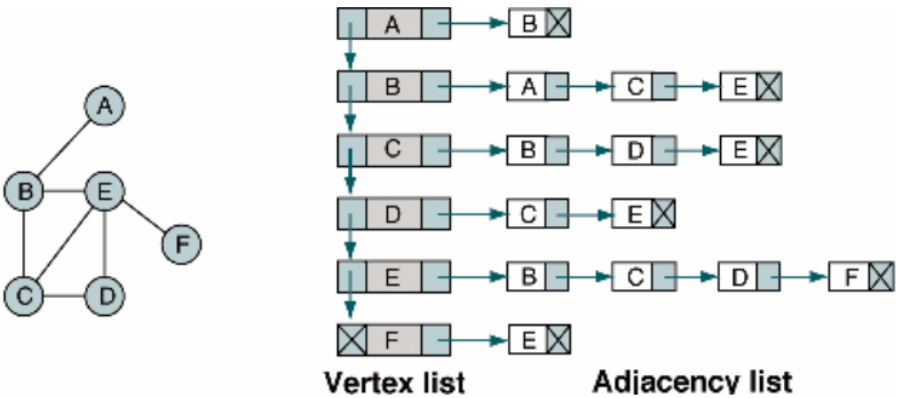 A
B
E
F
C
D
A B
B A C E
C B D E
D C E
E B C D F
F E
Vertex list Adjacency list